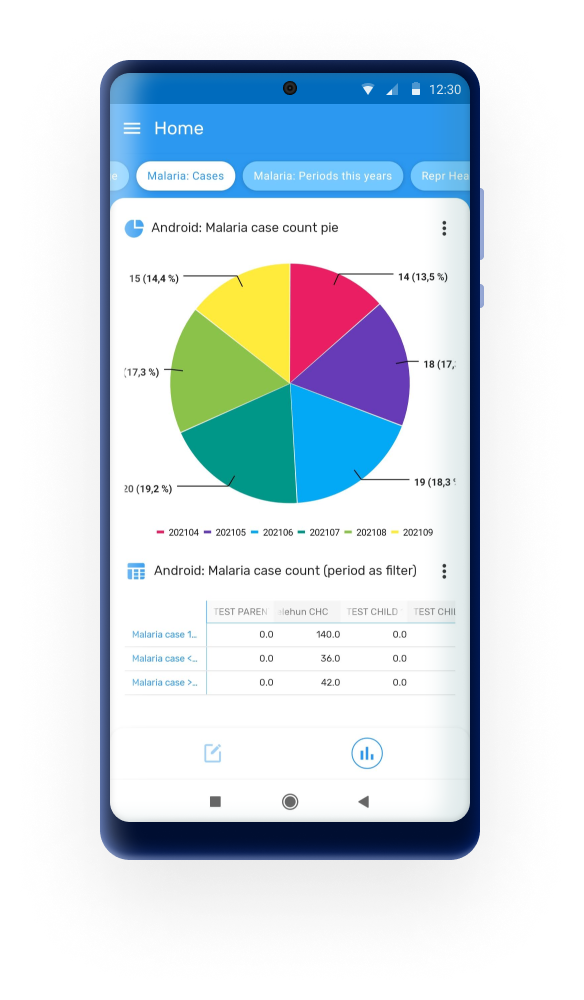 12:30
Home
e Malaria: Cases Malaria: Periods this years Repr Hea
Android: Malaria case count pie
15 (14,4 %) 14 (13,5 %)
(17,3 %) 18 (17,
20 (19,2 %) 19 (18,3 %
202104 202105 202106 202107 202108 202109
Android: Malaria case count (period as filter)
TEST PAREN lehun CHC TEST CHILD TEST CHIL
Malaria case 1... 0.0 140.0 0.0
Malaria case <... 0.0 36.0 0.0
Malaria case >... 0.0 42.0 0.0